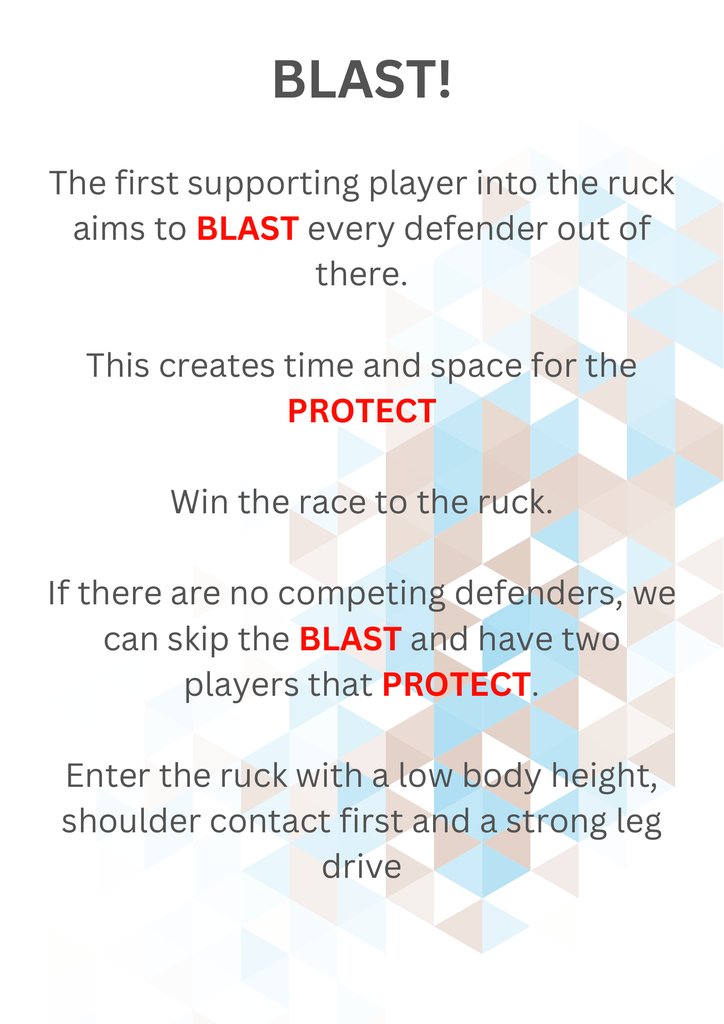 BLAST!
The first supporting player into the ruck
aims to BLAST every defender out of
there.
This creates time and space for the
PROTECT
Win the race to the ruck.
If there are no competing defenders, we
can skip the BLAST and have two
players that PROTECT.
Enter the ruck with a low body height,
shoulder contact first and a strong leg
drive